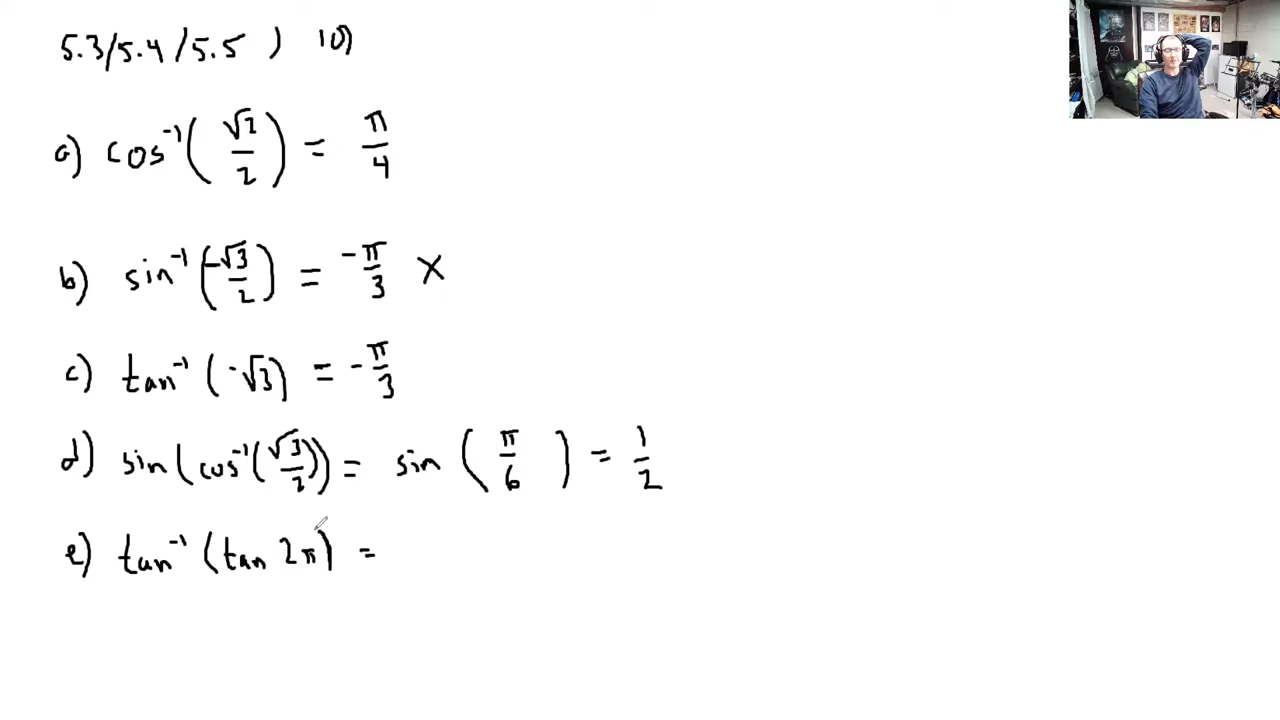 5.3/5.4/5.5 ) 10)
a) cos⁻¹(√2/2) = π/4
b) sin⁻¹(-√3/2) = -π/3 X
c) tan⁻¹(-√3) = -π/3
d) sin(cos⁻¹(√3/2)) = sin(π/6) = 1/2
e) tan⁻¹(tan 2π) =